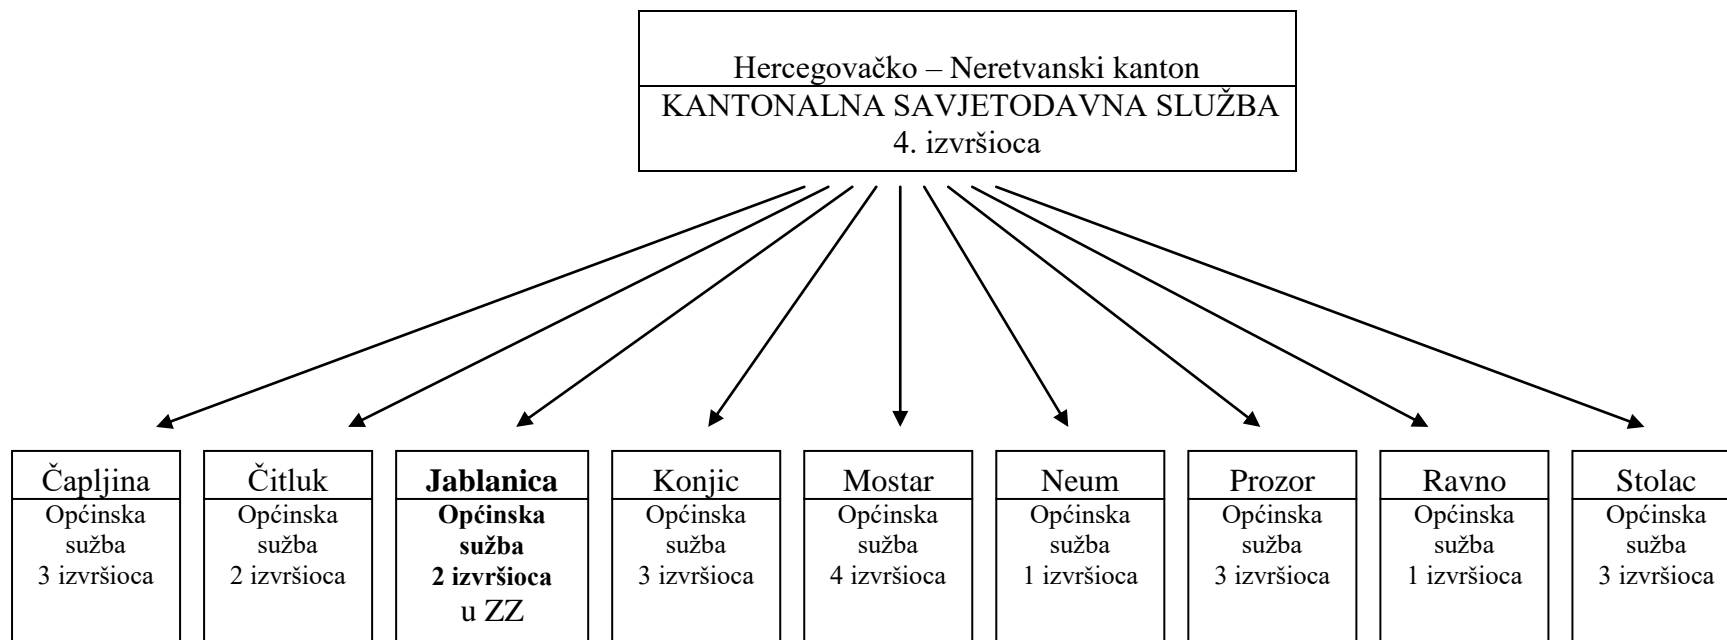 Hercegovačko – Neretvanski kanton
KANTONALNA SAVJETODAVNA SLUŽBA
4. izvršioca
Čapljina
Općinska
sužba
3 izvršioca
Čitluk
Općinska
sužba
2 izvršioca
Jablanica
Općinska
sužba
2 izvršioca
u ZZ
Konjic
Općinska
sužba
3 izvršioca
Mostar
Općinska
sužba
4 izvršioca
Neum
Općinska
sužba
1 izvršioca
Prozor
Općinska
sužba
3 izvršioca
Ravno
Općinska
sužba
1 izvršioca
Stolac
Općinska
sužba
3 izvršioca